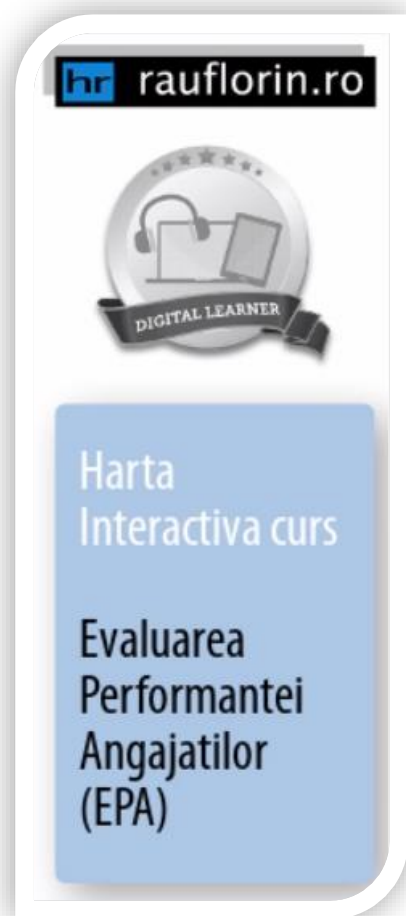 hr rauflorin.ro
DIGITAL LEARNER
Harta
Interactiva curs
Evaluarea
Performantei
Angajatilor
(EPA)